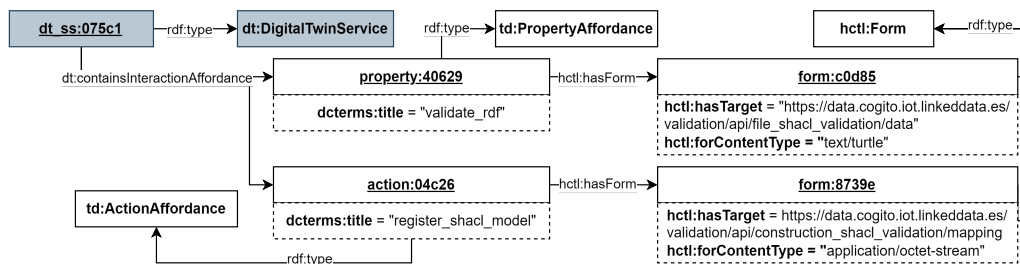 dt_ss:075c1
rdf:type
dt:DigitalTwinService
rdf:type
td:PropertyAffordance
hctl:Form
rdf:type
dt:containsInteractionAffordance
property:40629
dcterms:title = "validate_rdf"
hctl:hasForm
form:c0d85
hctl:hasTarget = "https://data.cogito.iot.linkeddata.es/
validation/api/file_shacl_validation/data"
hctl:forContentType = "text/turtle"
td:ActionAffordance
action:04c26
dcterms:title = "register_shacl_model"
hctl:hasForm
form:8739e
hctl:hasTarget = https://data.cogito.iot.linkeddata.es/
validation/api/construction_shacl_validation/mapping
hctl:forContentType = "application/octet-stream"
rdf:type